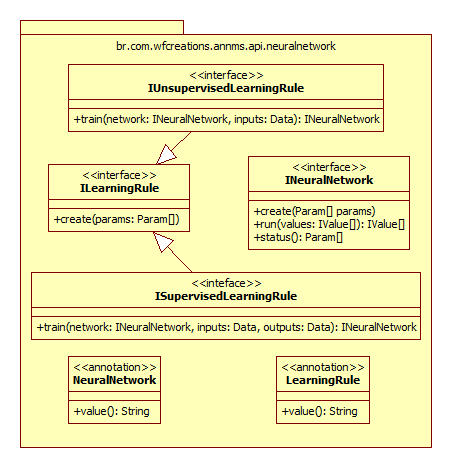 br.com.wfcreations.annms.api.neuralnetwork
<<interface>>
IUnsupervisedLearningRule
+train(network: INeuralNetwork, inputs: Data): INeuralNetwork
<<interface>>
ILearningRule
+create(params: Param[])
<<interface>>
INeuralNetwork
+create(Param[] params)
+run(values: IValue[]): IValue[]
+status(): Param[]
<<inteface>>
ISupervisedLearningRule
+train(network: INeuralNetwork, inputs: Data, outputs: Data): INeuralNetwork
<<annotation>>
NeuralNetwork
+value(): String
<<annotation>>
LearningRule
+value(): String